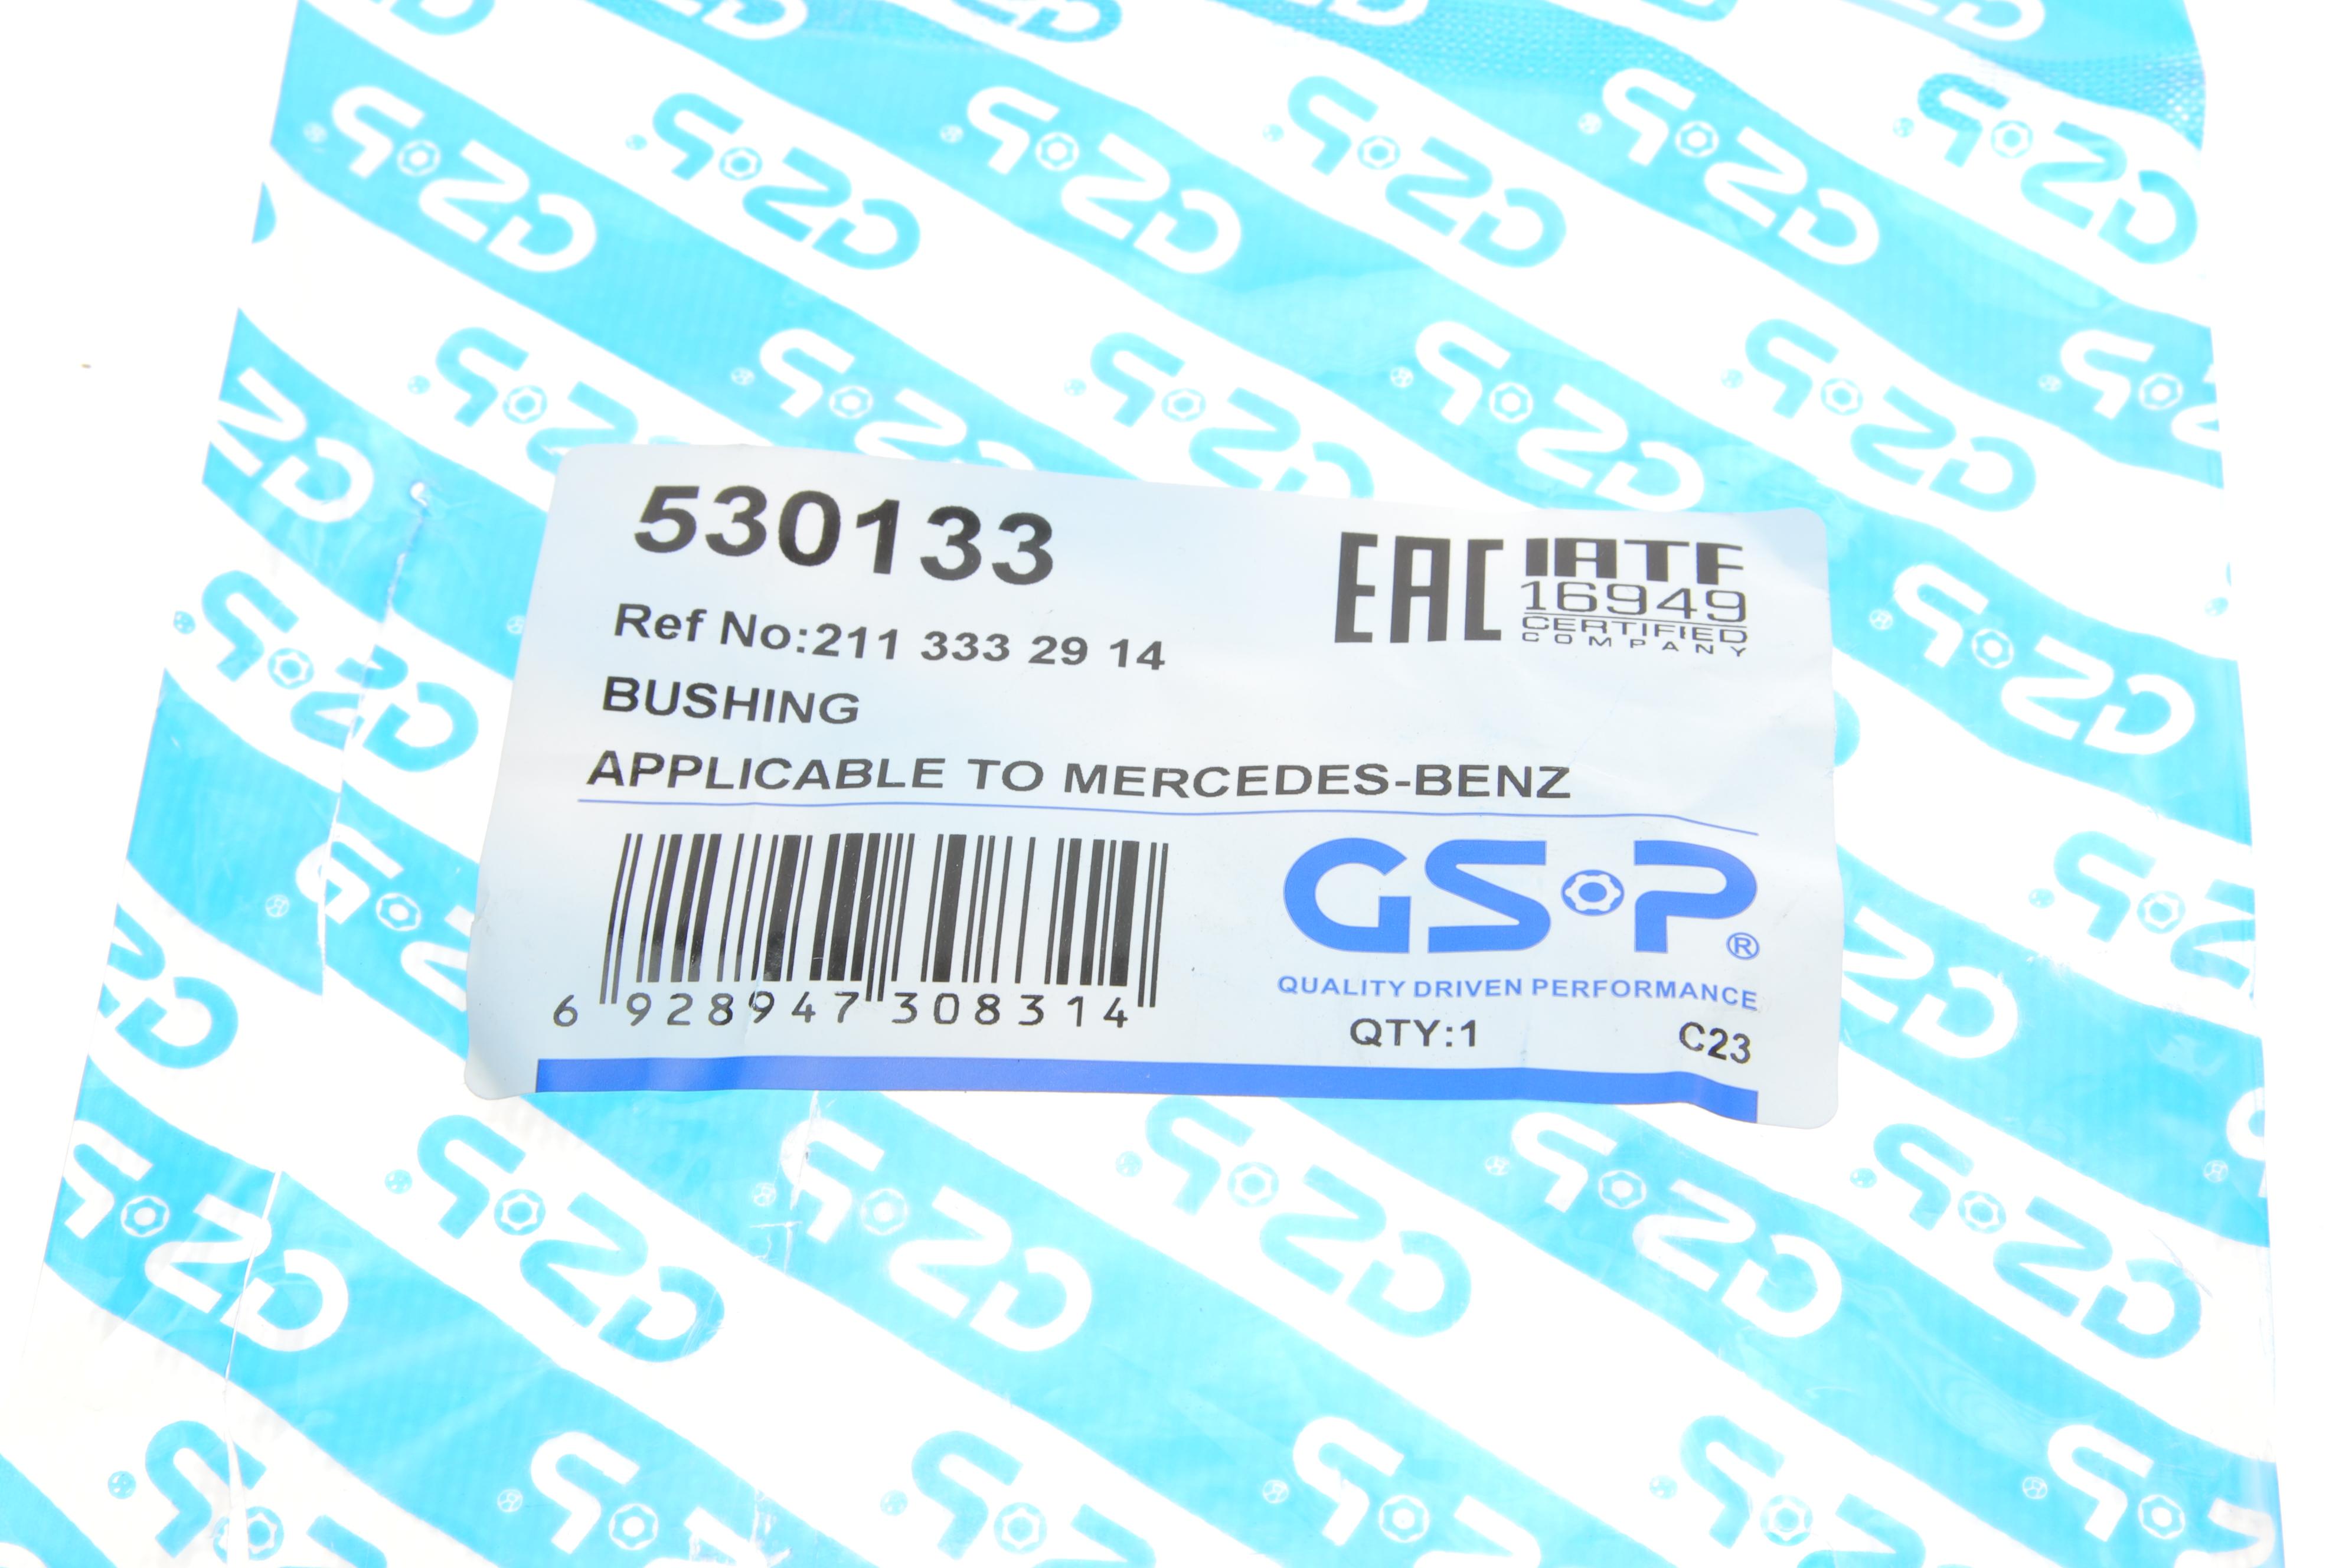 530133
EAC
IATF
16949
CERTIFIED
COMPANY
Ref No:211 333 29 14
BUSHING
APPLICABLE TO MERCEDES-BENZ
GSP®
QUALITY DRIVEN PERFORMANCE
6 928947 308314
QTY:1 C23